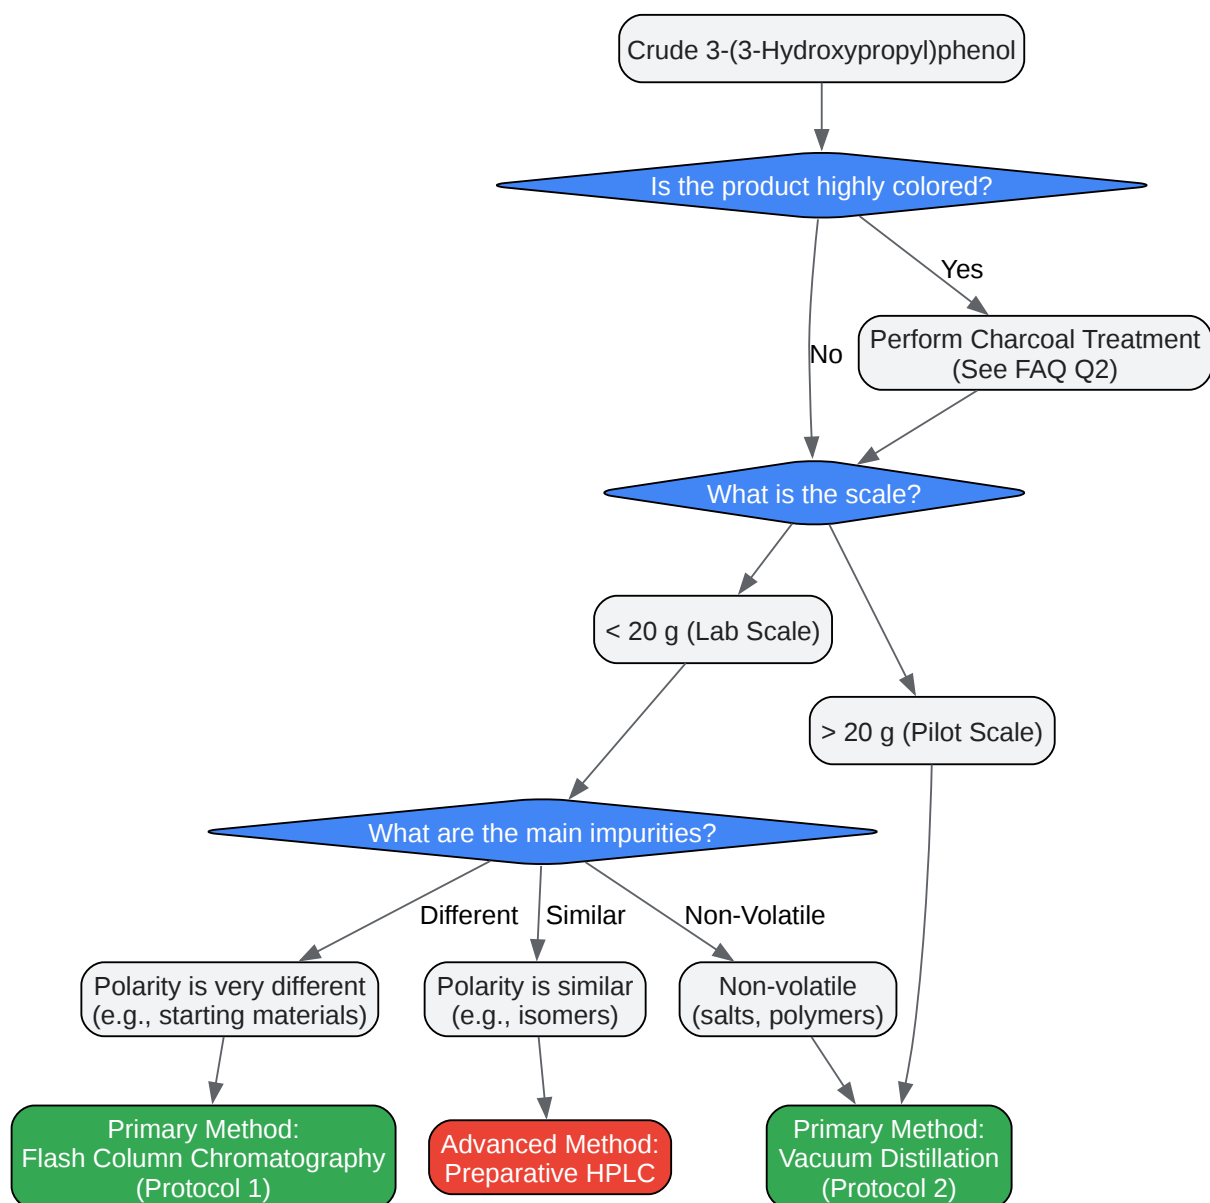 Crude 3-(3-Hydroxypropyl)phenol
Is the product highly colored?
Yes
No
Perform Charcoal Treatment
(See FAQ Q2)
What is the scale?
< 20 g (Lab Scale)
> 20 g (Pilot Scale)
What are the main impurities?
Different
Similar
Non-Volatile
Polarity is very different
(e.g., starting materials)
Polarity is similar
(e.g., isomers)
Non-volatile
(salts, polymers)
Primary Method:
Flash Column Chromatography
(Protocol 1)
Advanced Method:
Preparative HPLC
Primary Method:
Vacuum Distillation
(Protocol 2)